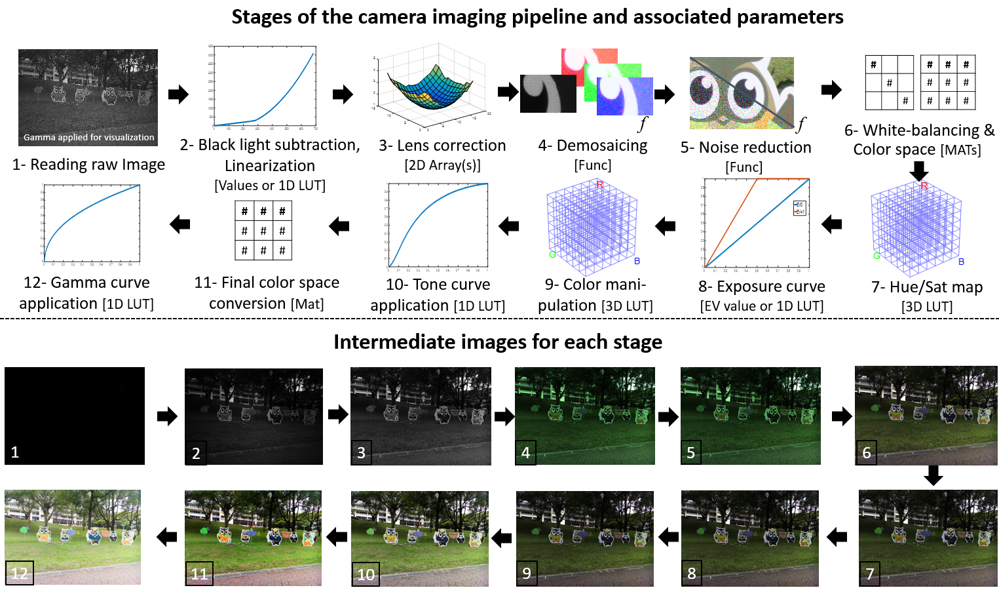 Stages of the camera imaging pipeline and associated parameters
Gamma applied for visualization
1- Reading raw Image
2- Black light subtraction,
Linearization
[Values or 1D LUT]
3- Lens correction
[2D Array(s)]
f
4- Demosaicing
[Func]
f
5- Noise reduction
[Func]
#
#
#
# # #
# # #
# # #
6- White-balancing &
Color space [MATs]
R
G
B
7- Hue/Sat map
[3D LUT]
EV0
EV+1
8- Exposure curve
[EV value or 1D LUT]
R
G
B
9- Color mani-
pulation [3D LUT]
10- Tone curve
application [1D LUT]
# # #
# # #
# # #
11- Final color space
conversion [Mat]
12- Gamma curve
application [1D LUT]
Intermediate images for each stage
1
2
3
4
5
6
7
8
9
10
11
12